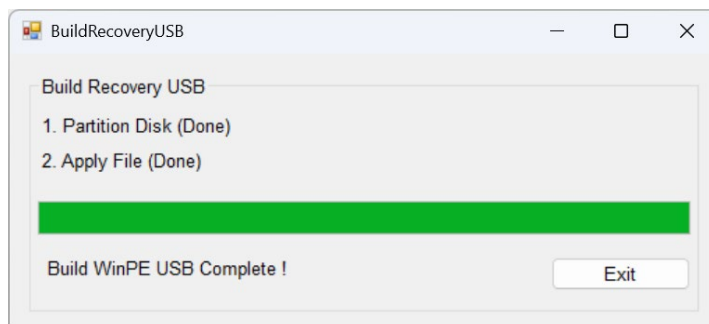 BuildRecoveryUSB
Build Recovery USB
1. Partition Disk (Done)
2. Apply File (Done)
Build WinPE USB Complete !
Exit